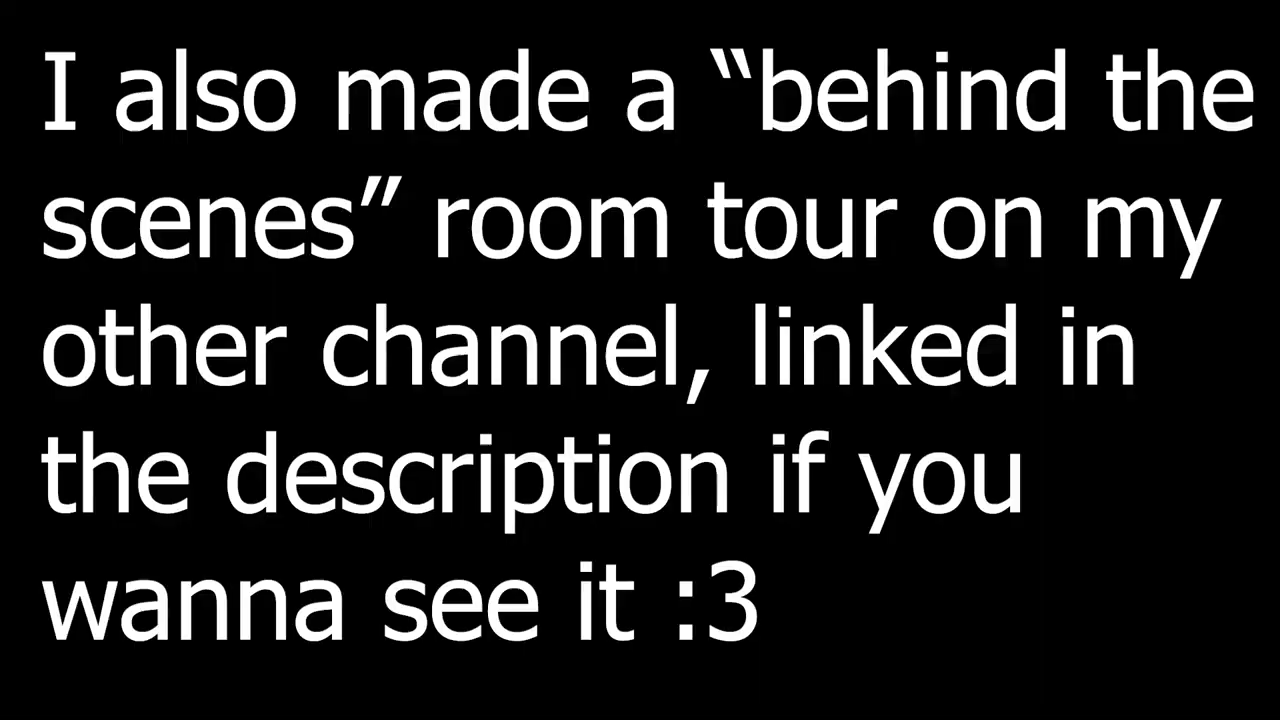 I also made a “behind the
scenes” room tour on my
other channel, linked in
the description if you
wanna see it :3